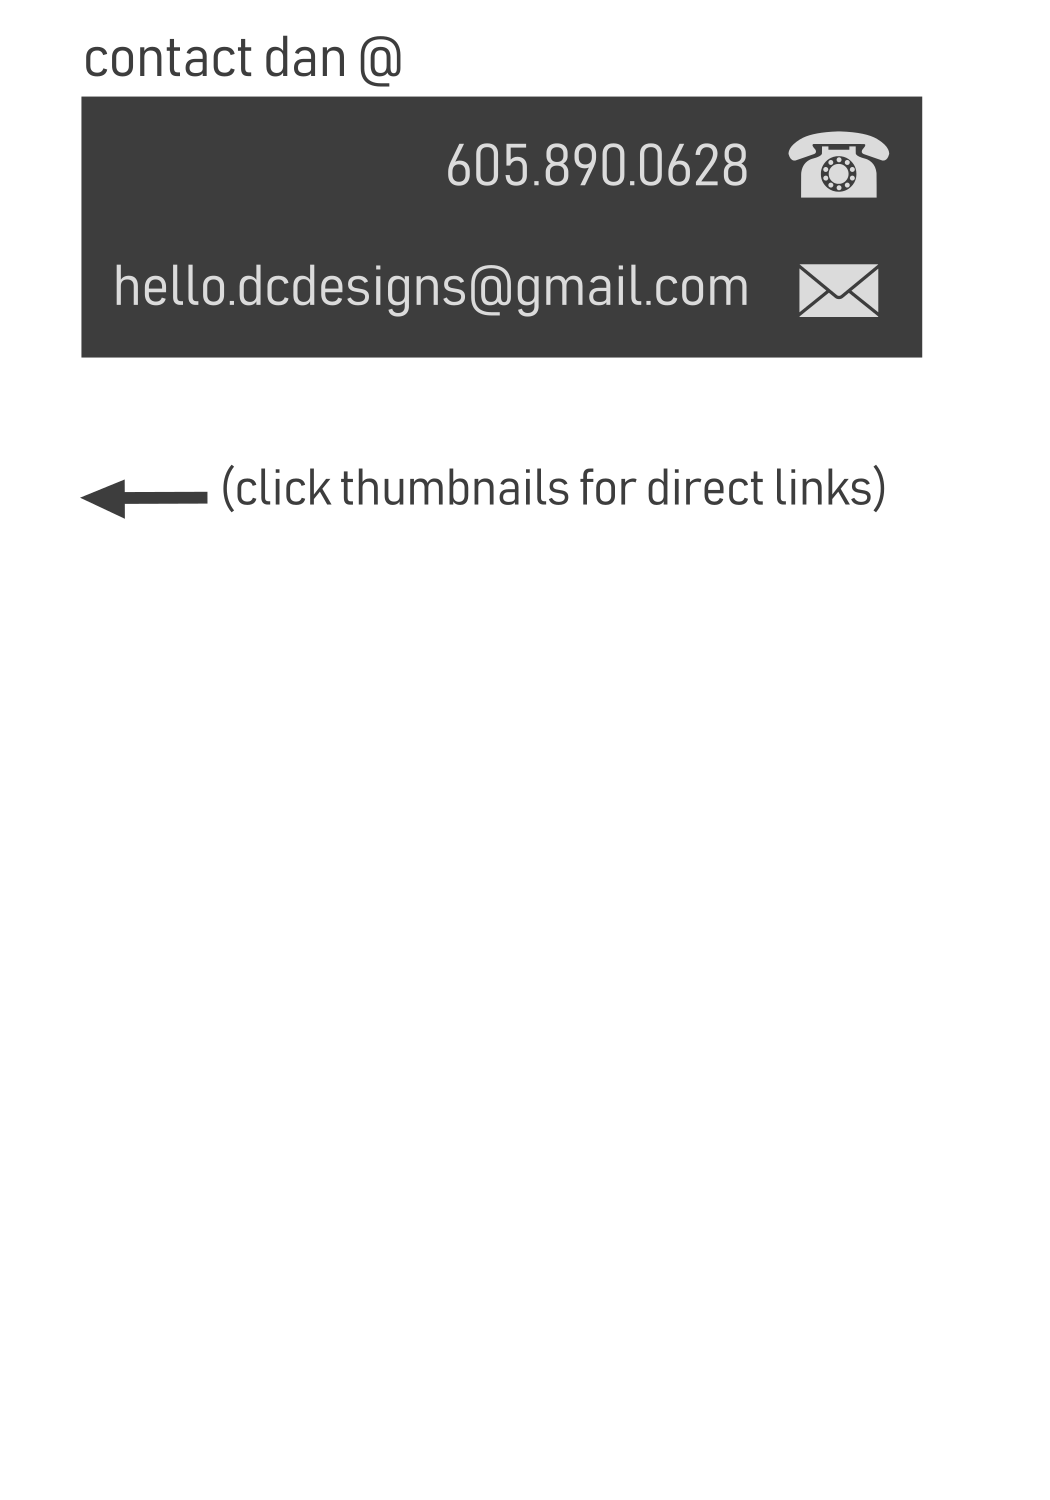 contact dan @
605.890.0628
hello.dcdesigns@gmail.com
(click thumbnails for direct links)